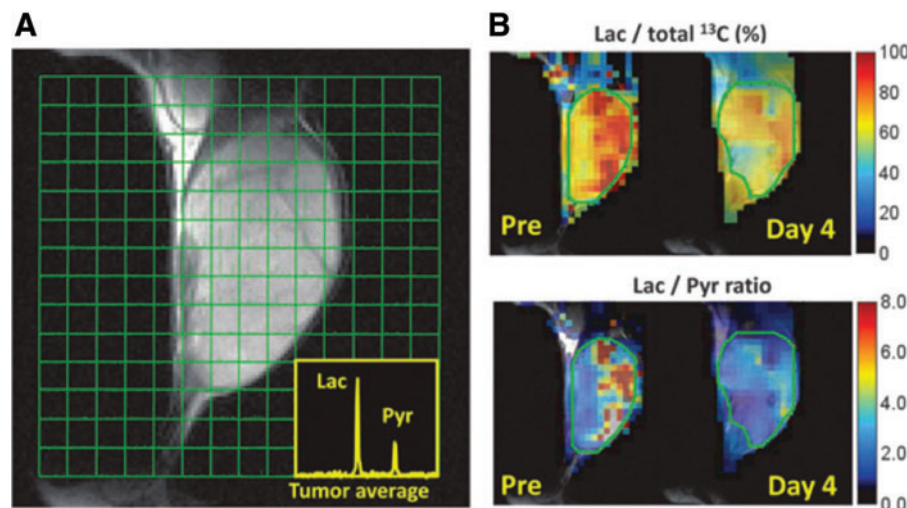 A
Lac
Pyr
Tumor average
B
Lac / total ¹³C (%)
Pre
Day 4
100
80
60
40
20
0
Lac / Pyr ratio
Pre
Day 4
8.0
6.0
4.0
2.0
0.0